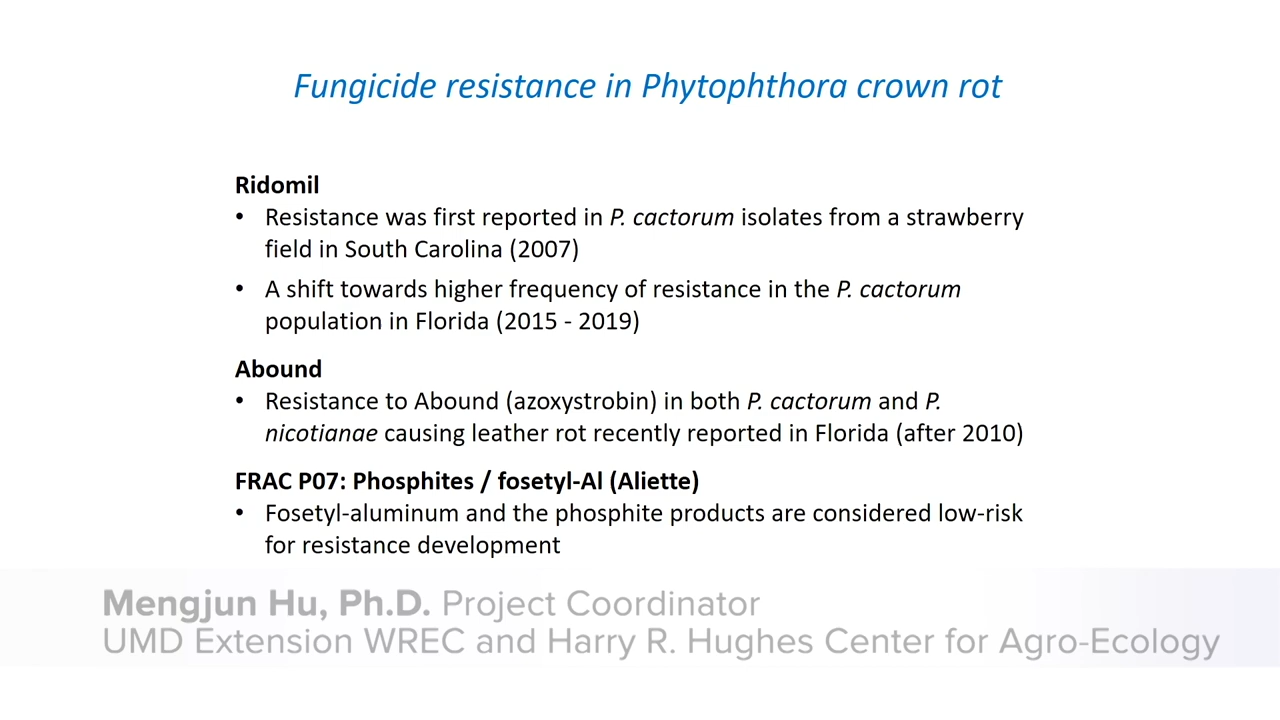 Fungicide resistance in Phytophthora crown rot
Ridomil
• Resistance was first reported in P. cactorum isolates from a strawberry
field in South Carolina (2007)
• A shift towards higher frequency of resistance in the P. cactorum
population in Florida (2015 - 2019)
Abound
• Resistance to Abound (azoxystrobin) in both P. cactorum and P.
nicotianae causing leather rot recently reported in Florida (after 2010)
FRAC P07: Phosphites / fosetyl-Al (Aliette)
• Fosetyl-aluminum and the phosphite products are considered low-risk
for resistance development
Mengjun Hu, Ph.D. Project Coordinator
UMD Extension WREC and Harry R. Hughes Center for Agro-Ecology